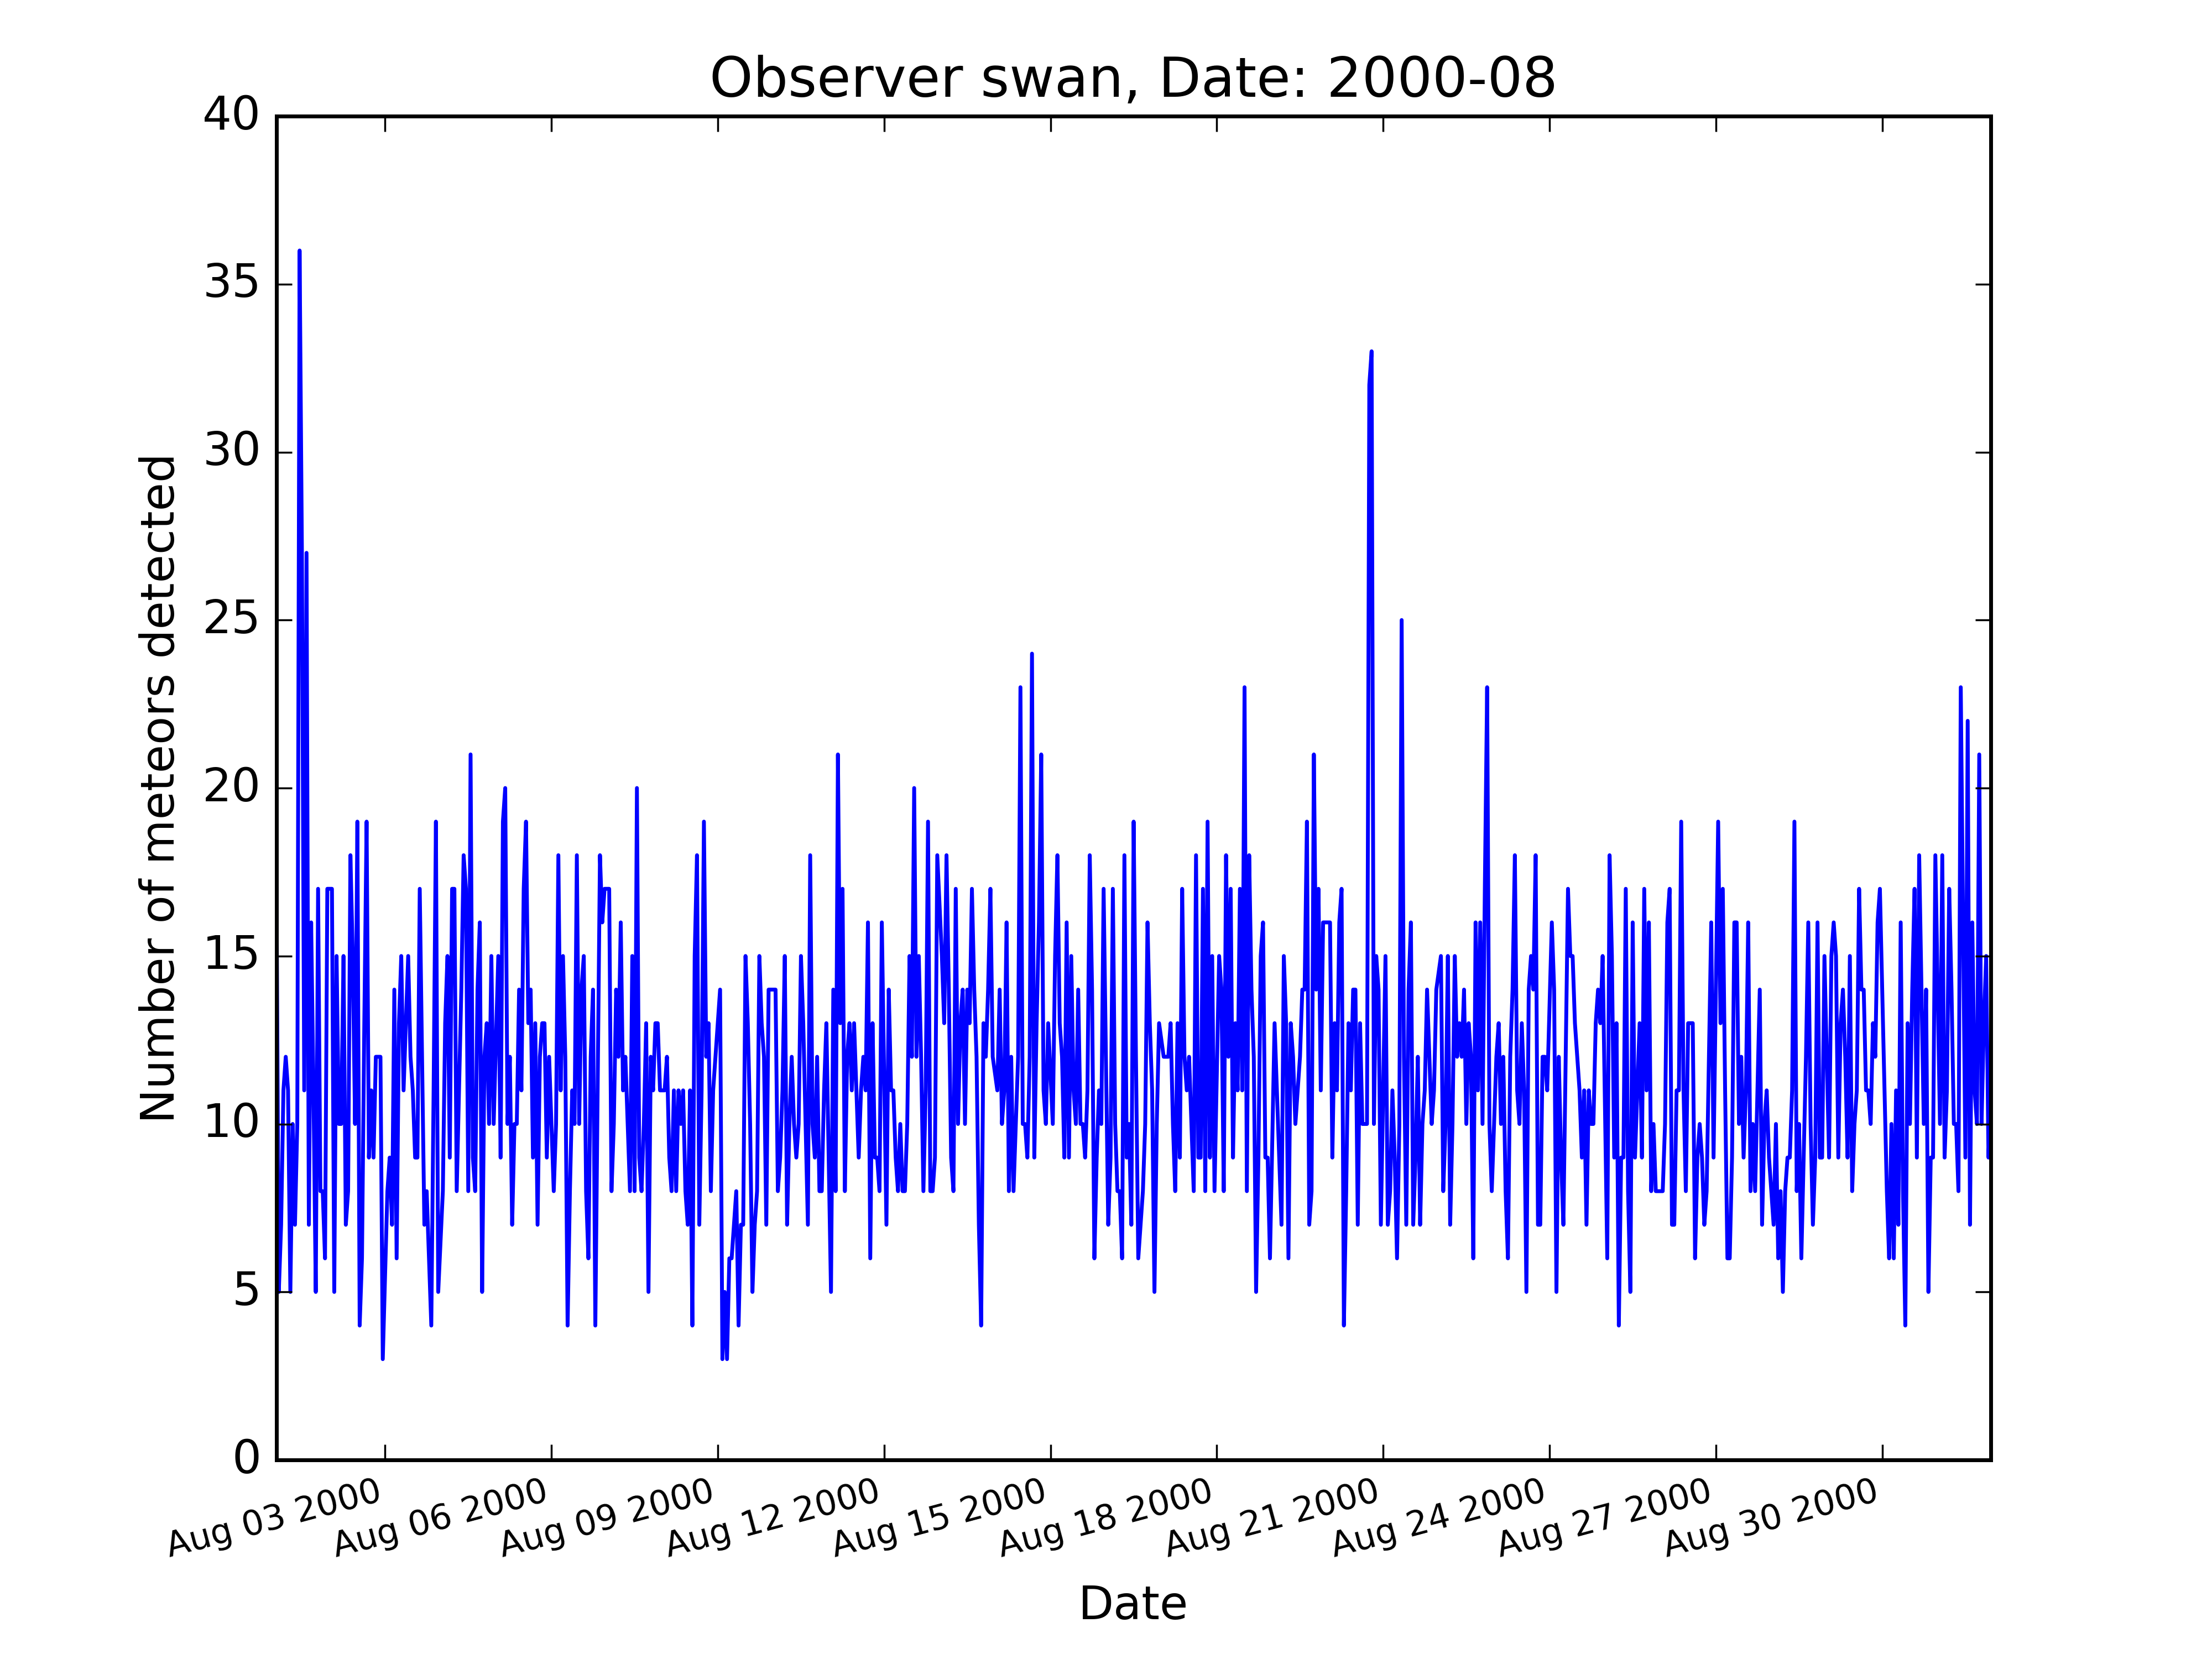 Observer swan, Date: 2000-08
40
35
30
25
20
15
10
5
0
Number of meteors detected
Aug 03 2000
Aug 06 2000
Aug 09 2000
Aug 12 2000
Aug 15 2000
Aug 18 2000
Aug 21 2000
Aug 24 2000
Aug 27 2000
Aug 30 2000
Date